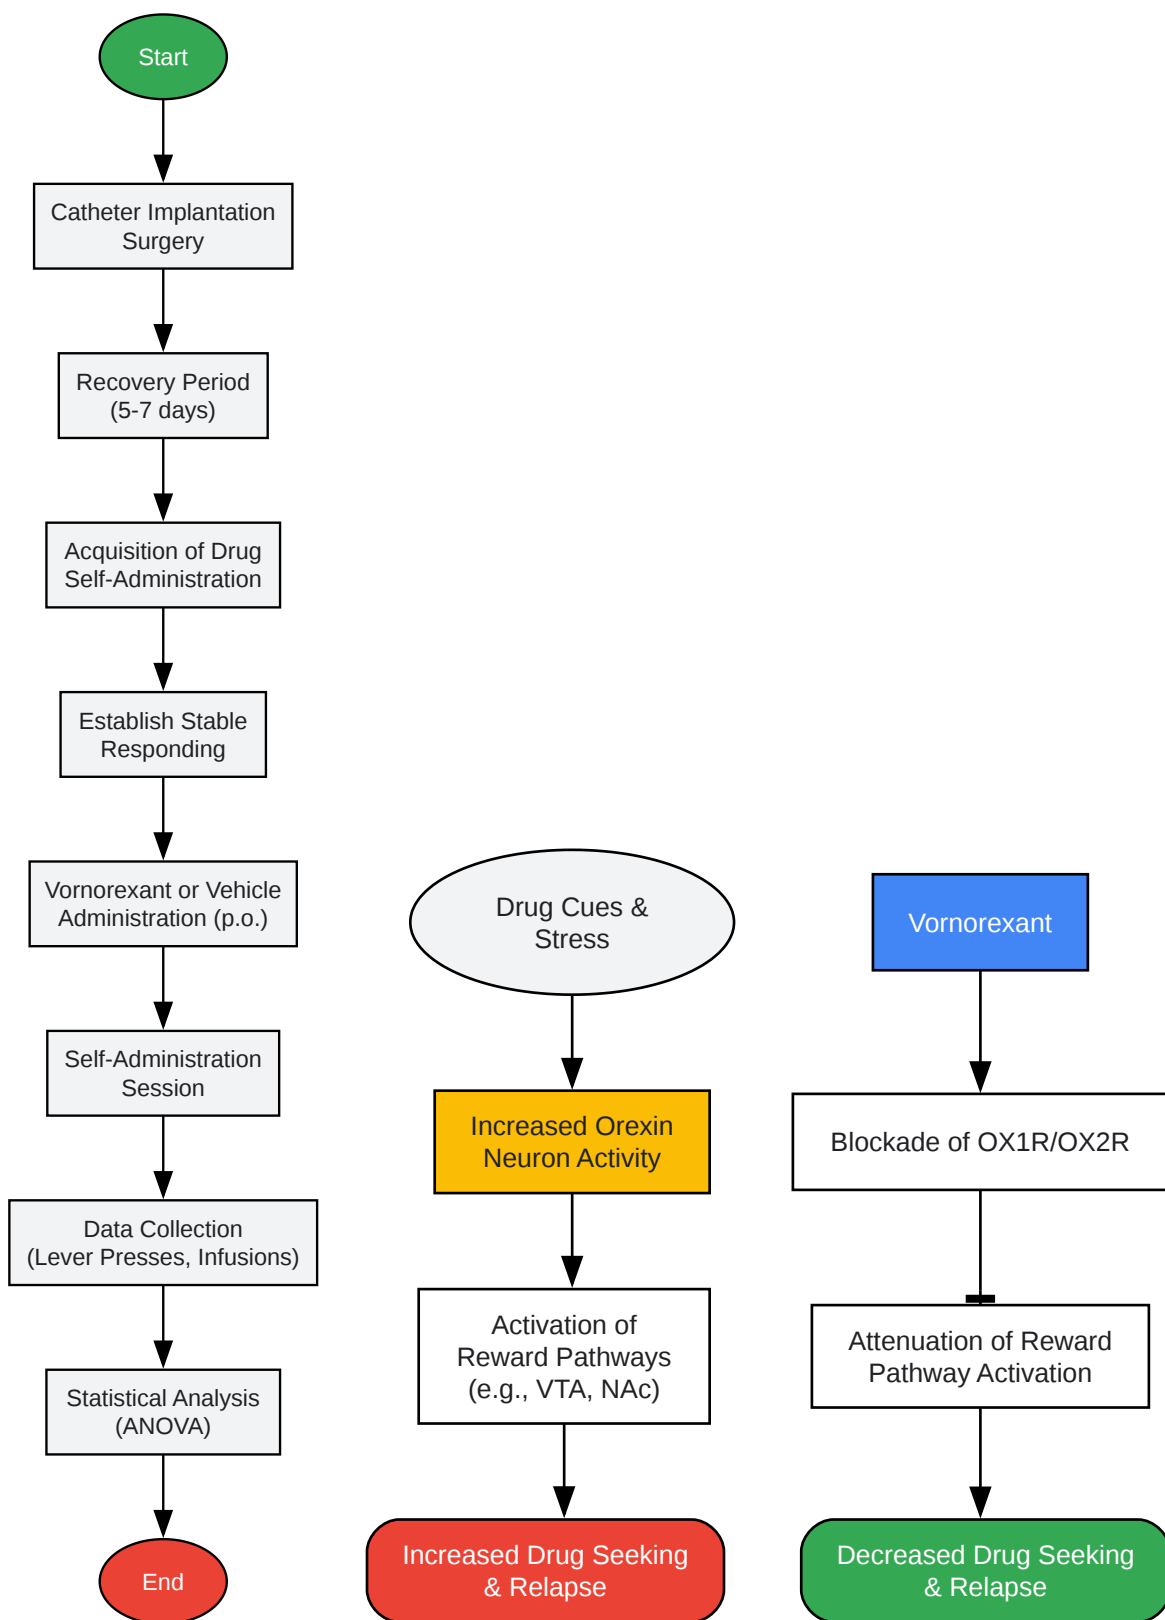 Start
Catheter Implantation
Surgery
Recovery Period
(5-7 days)
Acquisition of Drug
Self-Administration
Establish Stable
Responding
Vornorexant or Vehicle
Administration (p.o.)
Self-Administration
Session
Data Collection
(Lever Presses, Infusions)
Statistical Analysis
(ANOVA)
End
Drug Cues &
Stress
Increased Orexin
Neuron Activity
Activation of
Reward Pathways
(e.g., VTA, NAc)
Increased Drug Seeking
& Relapse
Vornorexant
Blockade of OX1R/OX2R
Attenuation of Reward
Pathway Activation
Decreased Drug Seeking
& Relapse